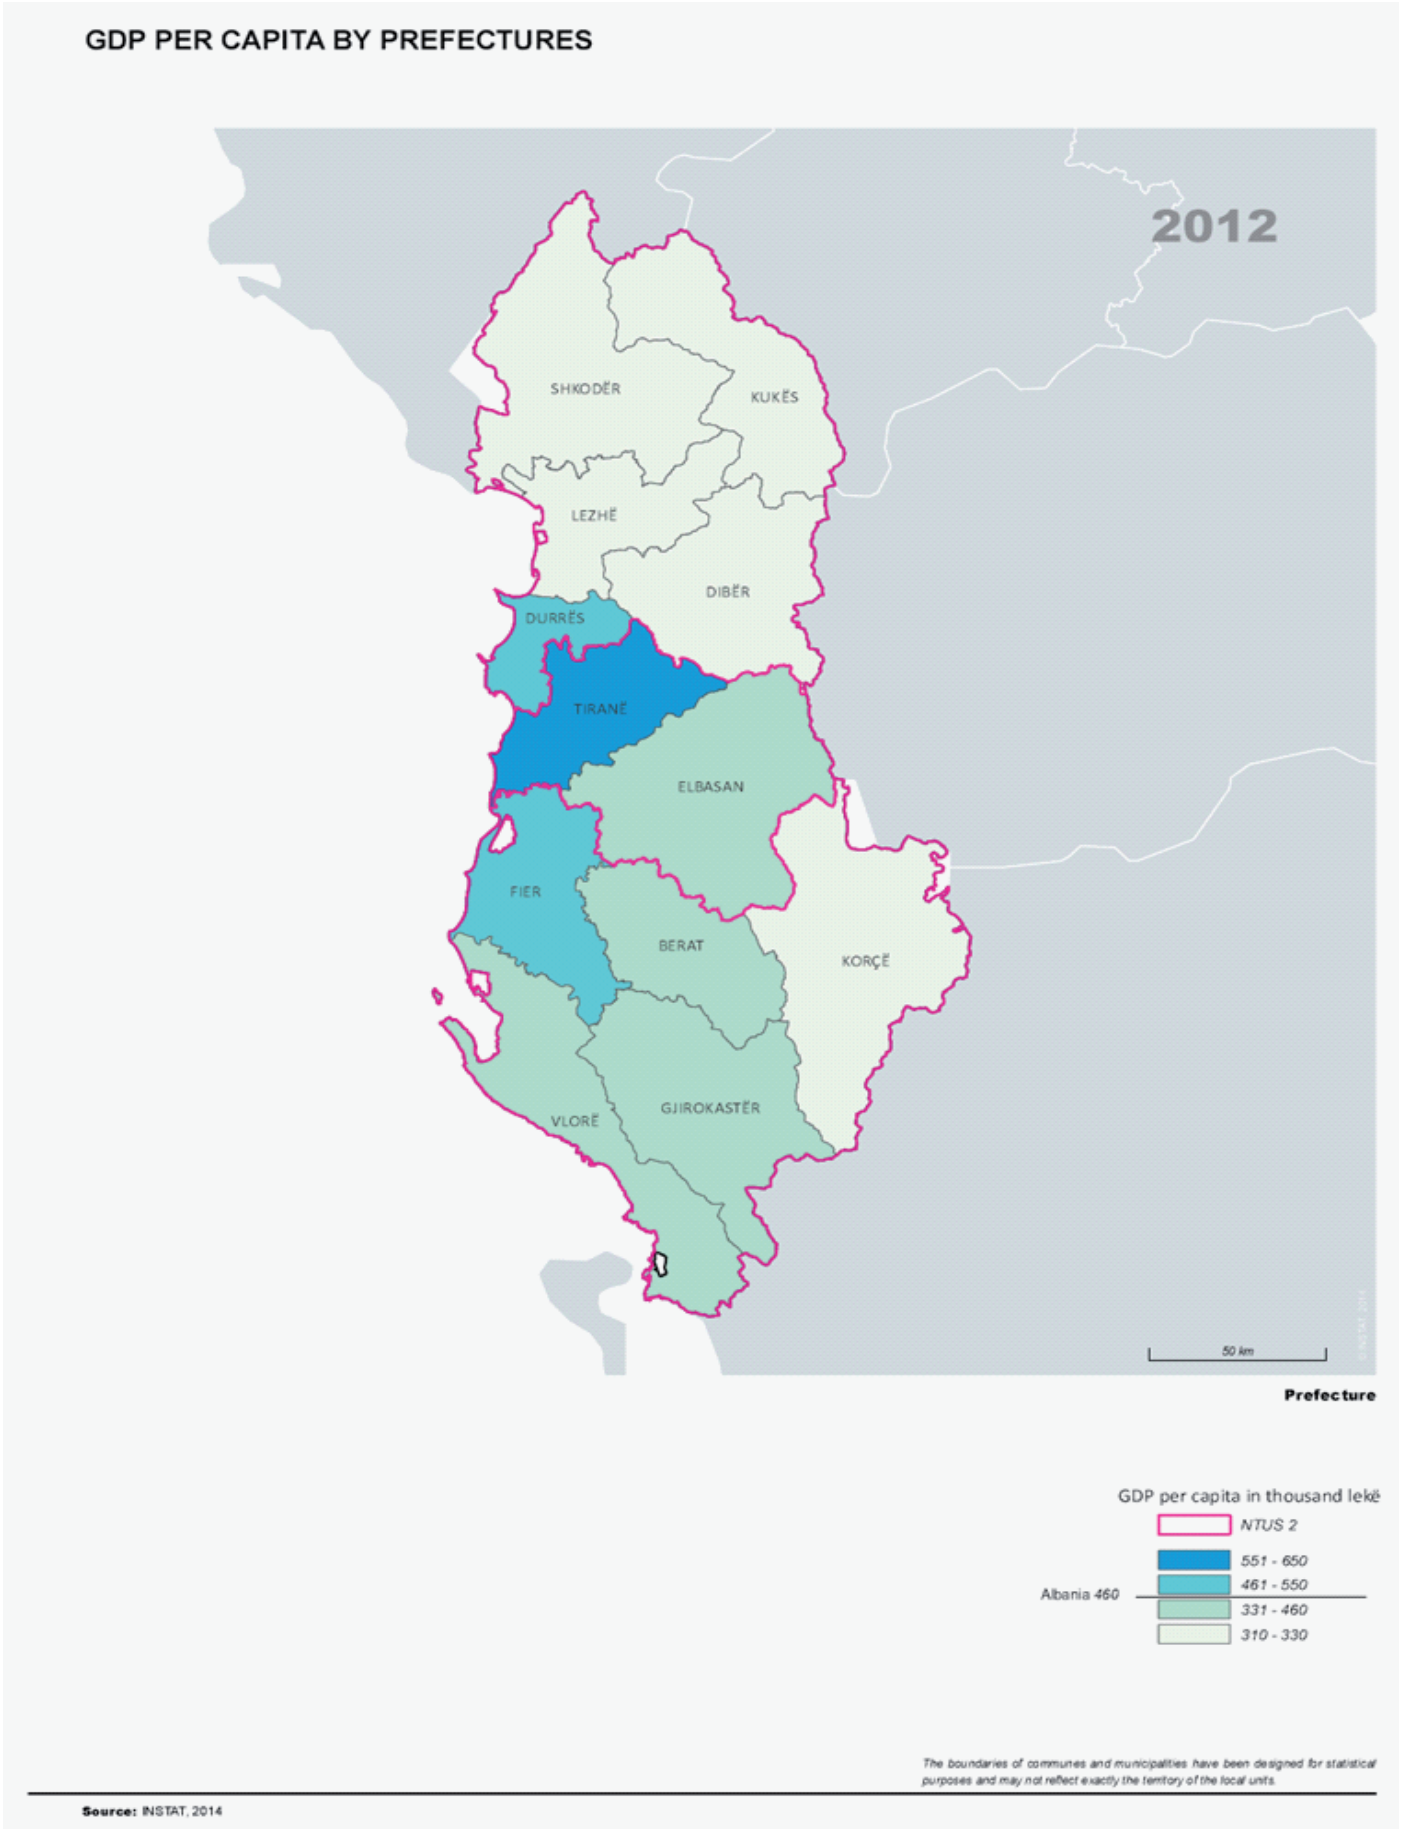 GDP PER CAPITA BY PREFECTURES
2012
SHKODËR
KUKËS
LEZHË
DIBËR
DURRËS
TIRANË
ELBASAN
FIER
BERAT
KORÇË
GJIROKASTËR
VLORË
© INSTAT, 2014
50 km
Prefecture
GDP per capita in thousand lekë
NTUS 2
551 - 650
461 - 550
Albania 460
331 - 460
310 - 330
The boundaries of communes and municipalities have been designed for statistical
purposes and may not reflect exactly the territory of the local units.
Source: INSTAT, 2014